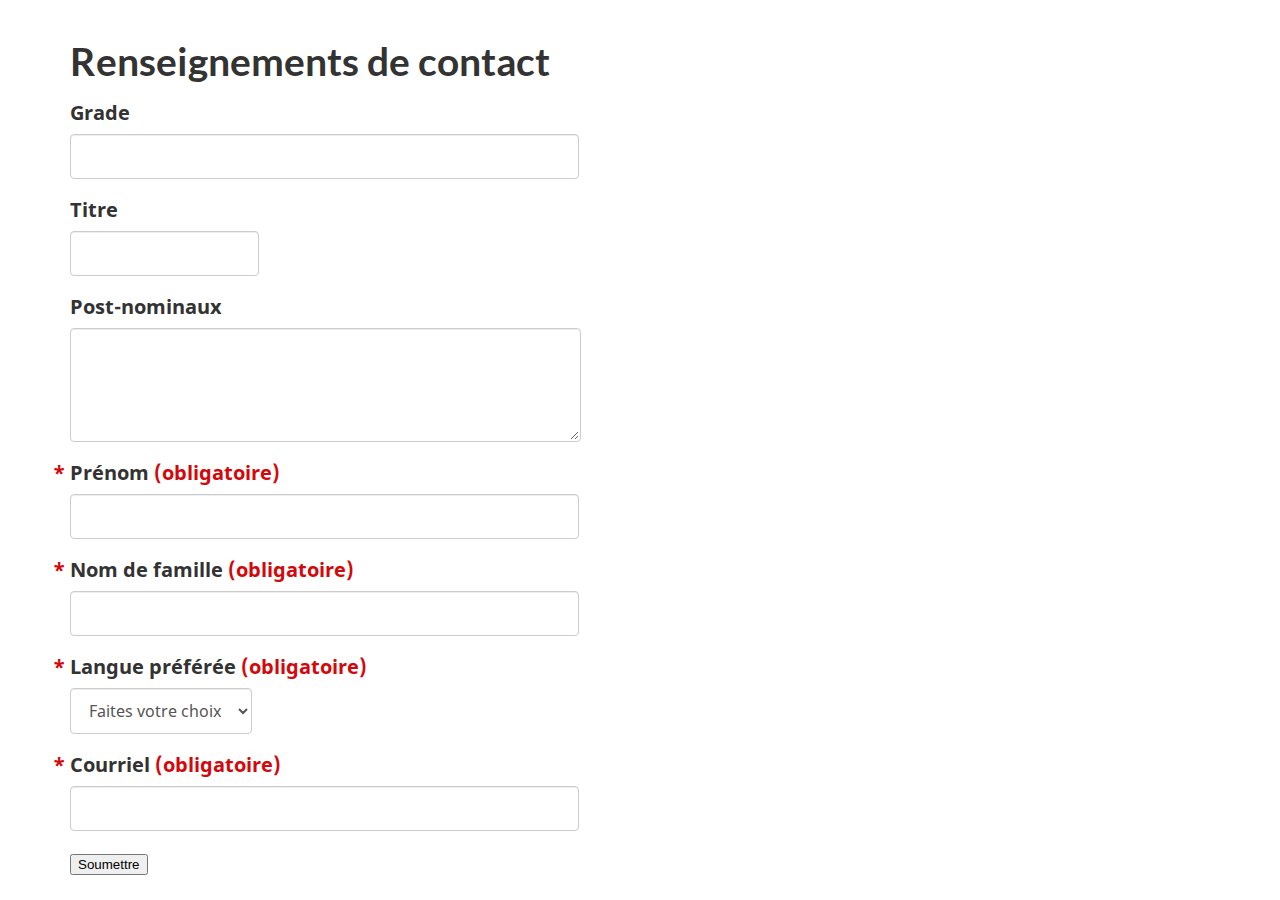 Renseignements de contact
Grade
Titre
Post-nominaux
* Prénom (obligatoire)
* Nom de famille (obligatoire)
* Langue préférée (obligatoire)
Faites votre choix
* Courriel (obligatoire)
Soumettre